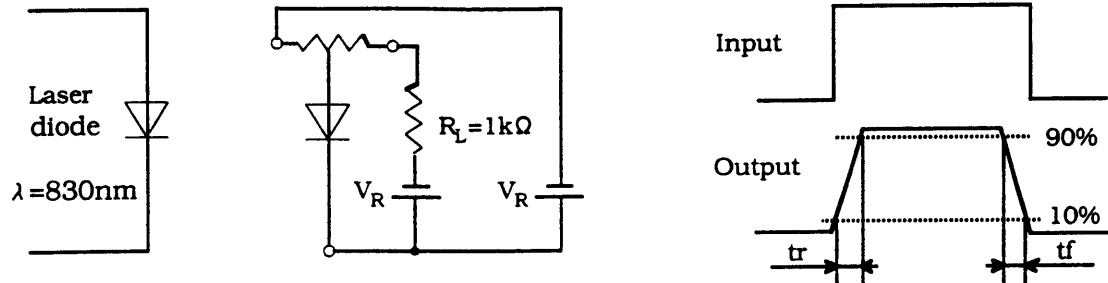 Laser
diode
λ=830nm
R_L=1kΩ
V_R
V_R
Input
Output
90%
10%
tr
tf